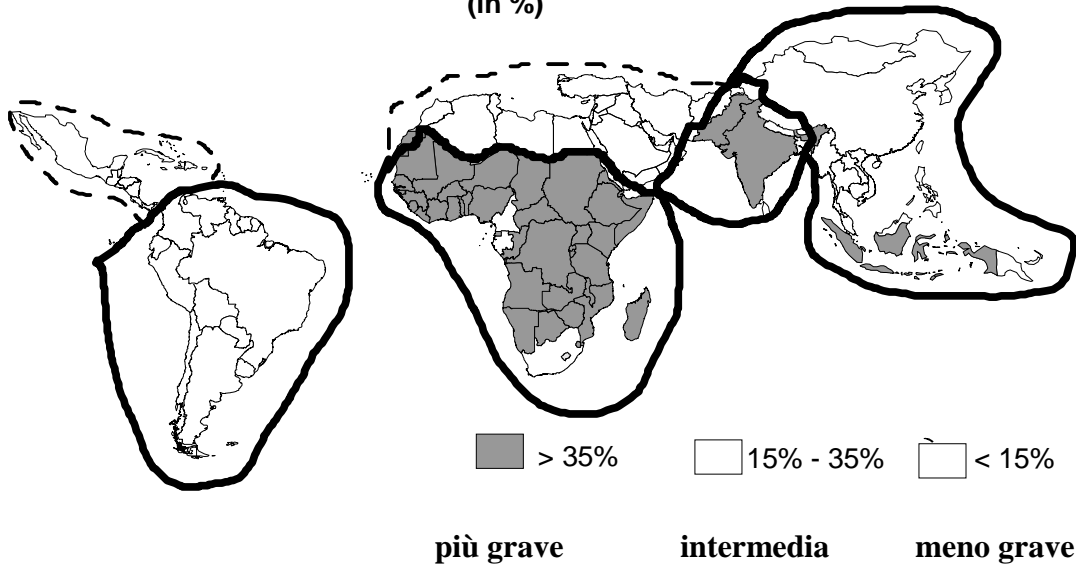 (in %)
> 35% 15% - 35% < 15%
più grave intermedia meno grave